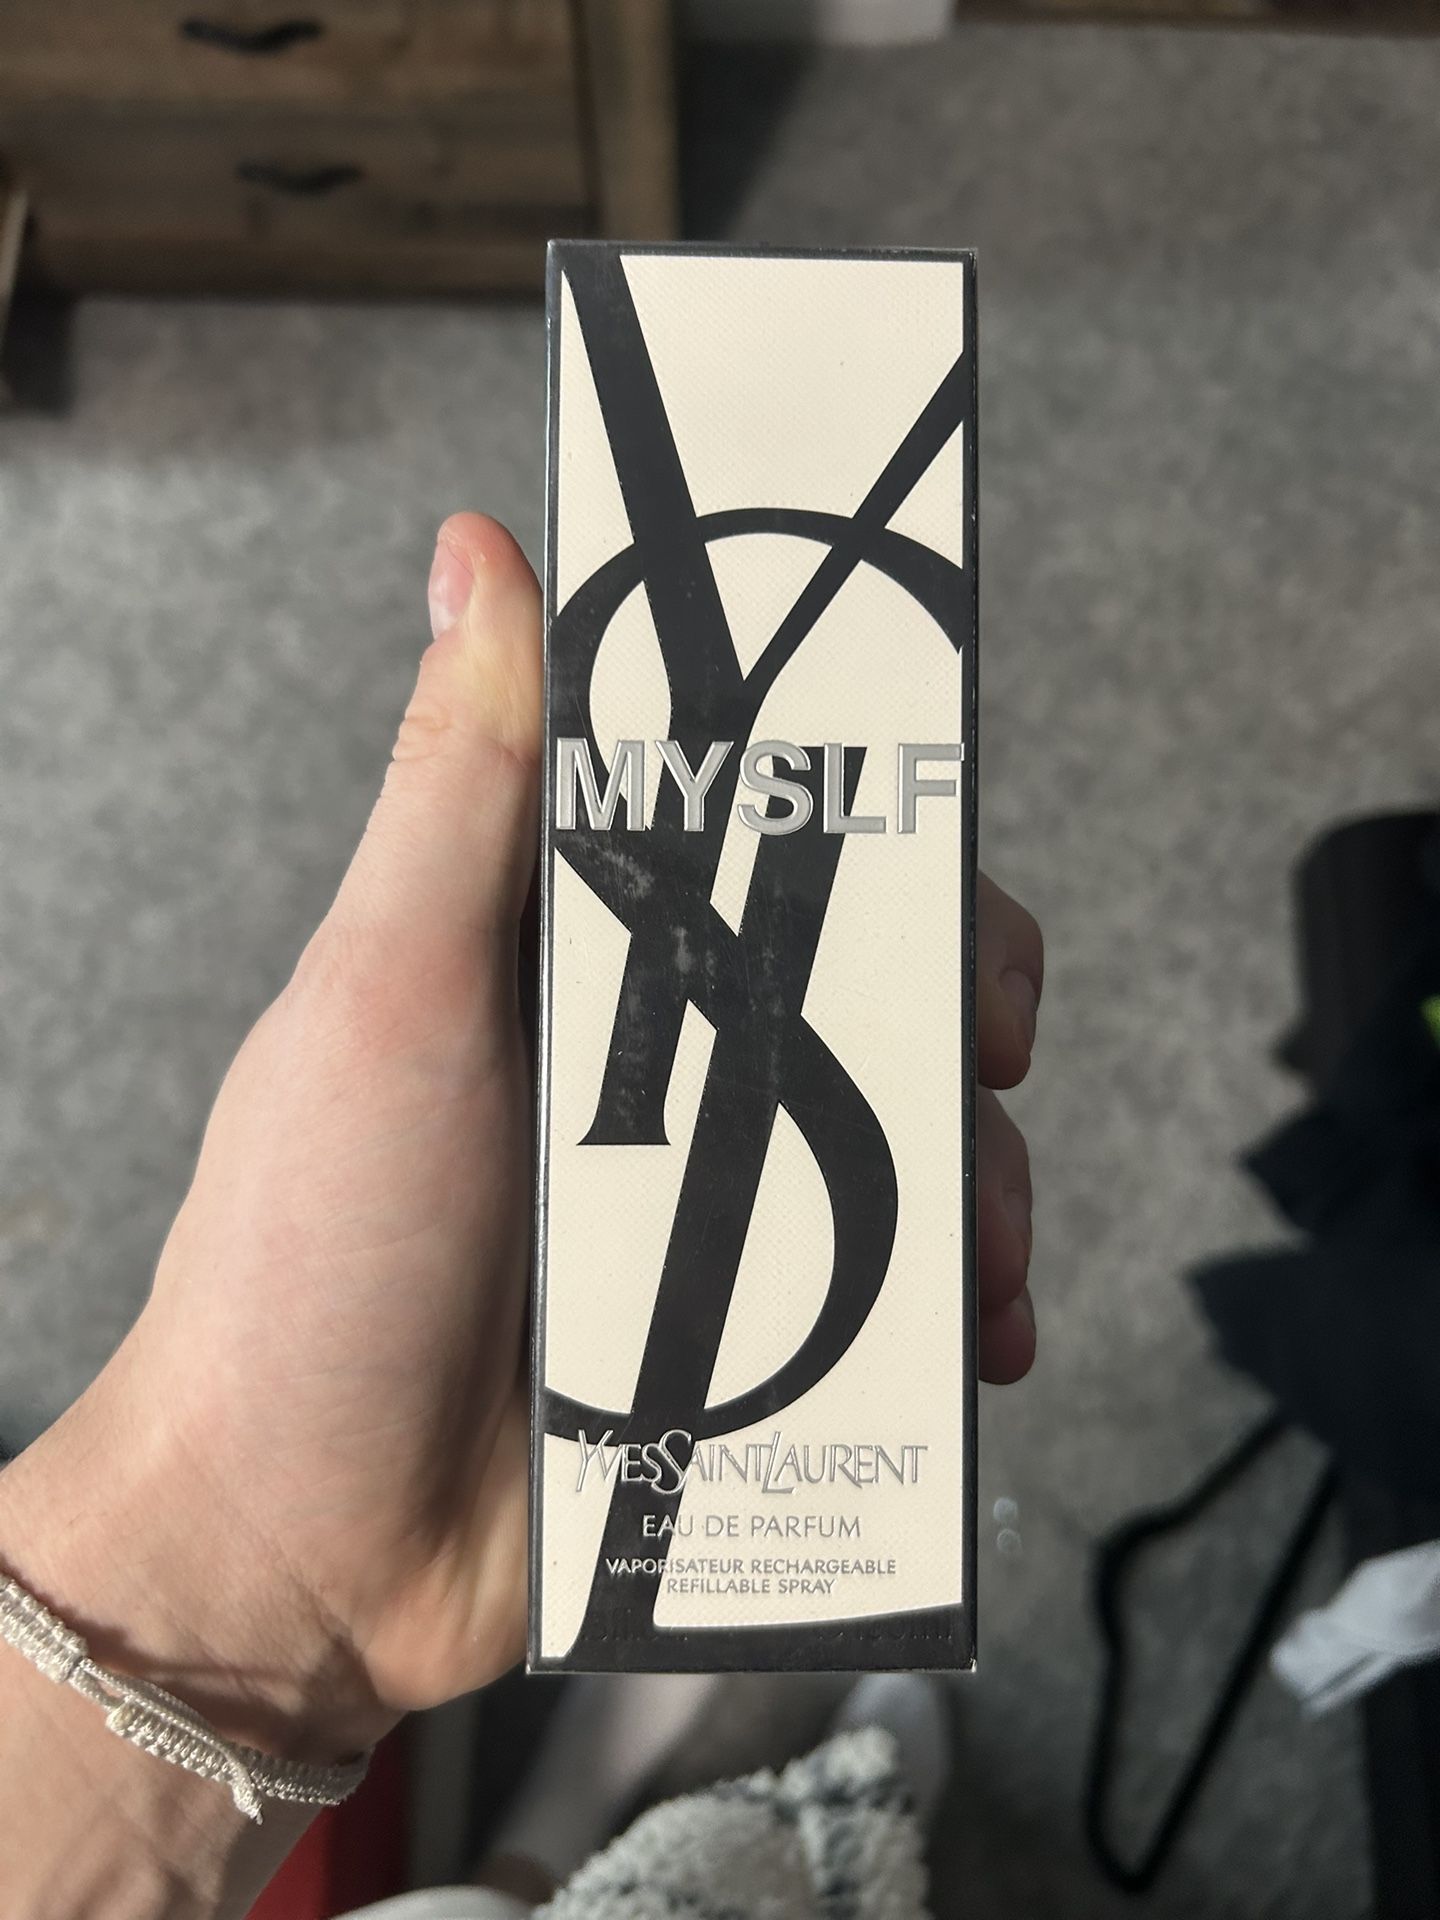 MYSLF
YVESSAINTLAURENT
EAU DE PARFUM
VAPORISATEUR RECHARGEABLE
REFILLABLE SPRAY